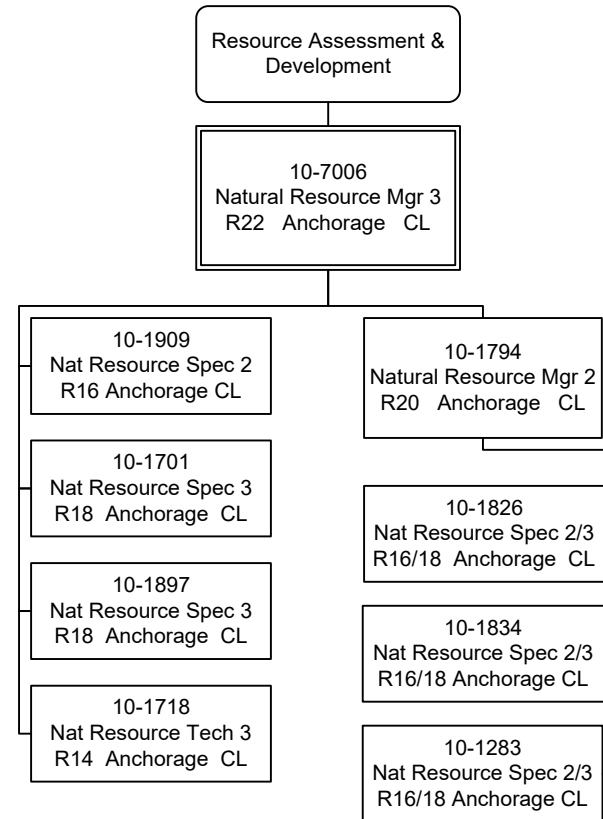 Resource Assessment &
Development
10-7006
Natural Resource Mgr 3
R22 Anchorage CL
10-1909
Nat Resource Spec 2
R16 Anchorage CL
10-1701
Nat Resource Spec 3
R18 Anchorage CL
10-1897
Nat Resource Spec 3
R18 Anchorage CL
10-1718
Nat Resource Tech 3
R14 Anchorage CL
10-1794
Natural Resource Mgr 2
R20 Anchorage CL
10-1826
Nat Resource Spec 2/3
R16/18 Anchorage CL
10-1834
Nat Resource Spec 2/3
R16/18 Anchorage CL
10-1283
Nat Resource Spec 2/3
R16/18 Anchorage CL